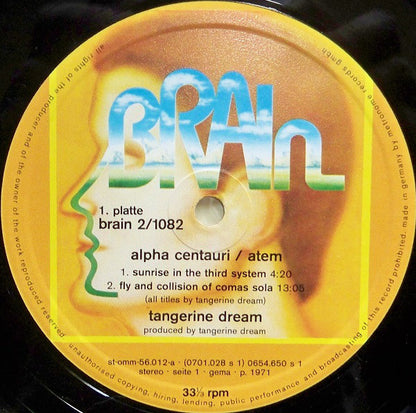 all rights of the producer and of the owner of the work reproduced reserved
unauthorised copying, hiring, lending, public performance and broadcasting of this record prohibited, made in germany by metronome records gmbh
BRAIn
1. platte
brain 2/1082
alpha centauri / atem
1. sunrise in the third system 4:20
2. fly and collision of comas sola 13:05
(all titles by tangerine dream)
tangerine dream
produced by tangerine dream
st·omm-56.012·a · (0701.028 s 1) 0654.650 s 1
stereo · seite 1 · gema · p. 1971
33⅓ rpm